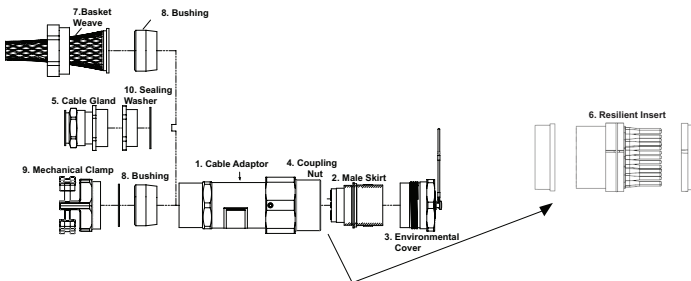 7.Basket
Weave
8. Bushing
10. Sealing
Washer
5. Cable Gland
6. Resilient Insert
1. Cable Adaptor
4. Coupling
Nut
9. Mechanical Clamp
8. Bushing
2. Male Skirt
3. Environmental
Cover